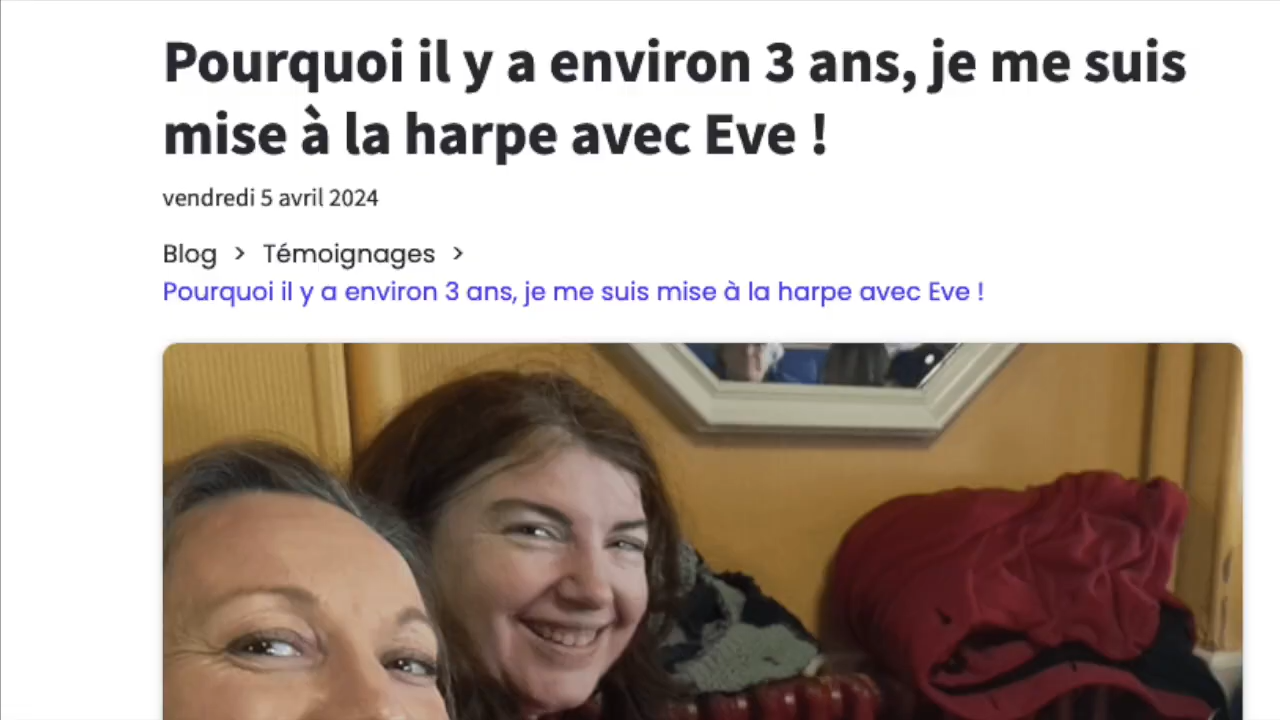 Pourquoi il y a environ 3 ans, je me suis
mise à la harpe avec Eve !
vendredi 5 avril 2024
Blog > Témoignages >
Pourquoi il y a environ 3 ans, je me suis mise à la harpe avec Eve !